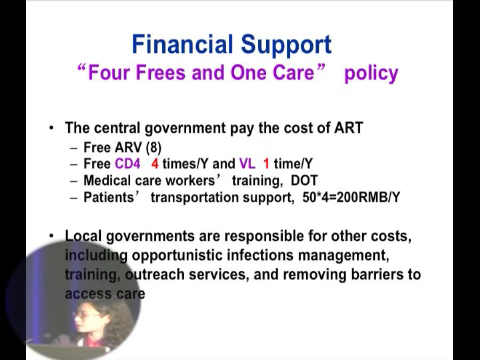 Financial Support
“Four Frees and One Care” policy
• The central government pay the cost of ART
– Free ARV (8)
– Free CD4 4 times/Y and VL 1 time/Y
– Medical care workers’ training, DOT
– Patients’ transportation support, 50*4=200RMB/Y
• Local governments are responsible for other costs,
including opportunistic infections management,
training, outreach services, and removing barriers to
access care